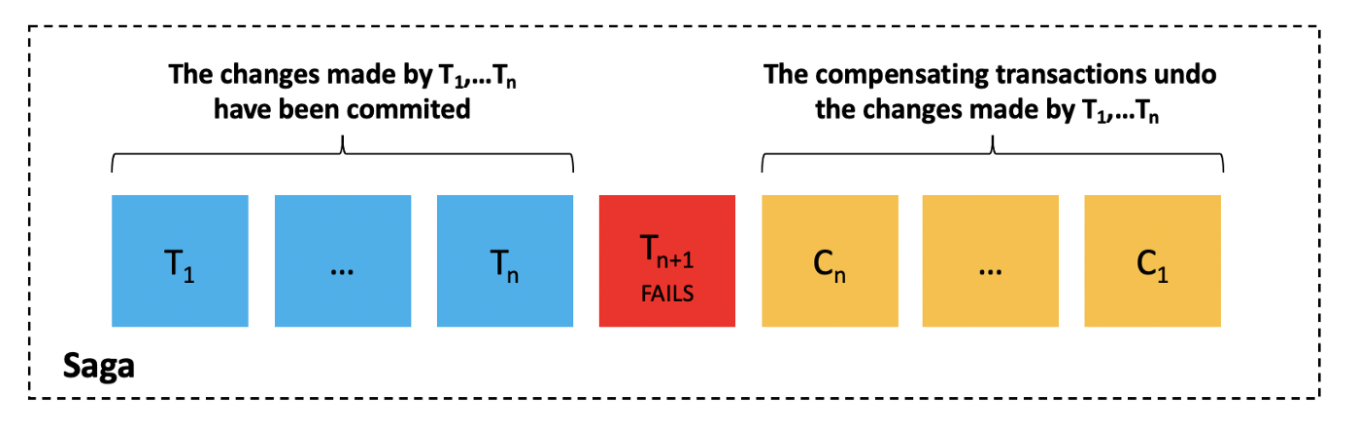 The changes made by T₁,...Tₙ
have been commited
The compensating transactions undo
the changes made by T₁,...Tₙ
T₁
...
Tₙ
Tₙ₊₁
FAILS
Cₙ
...
C₁
Saga